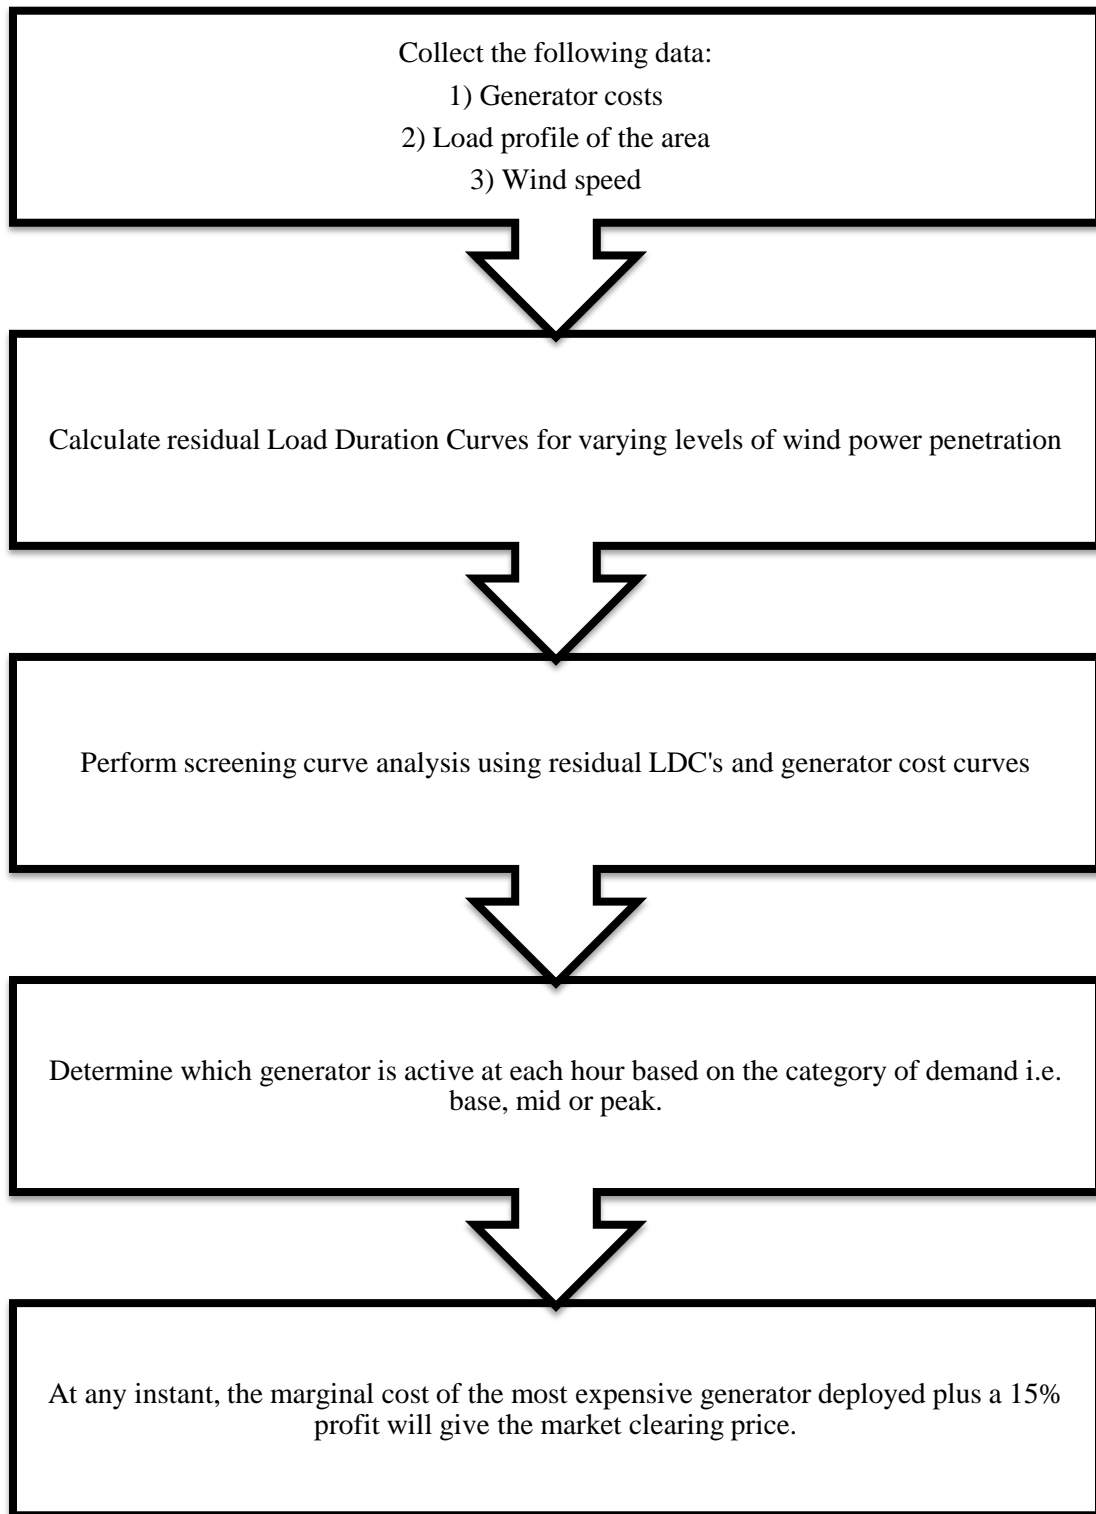 Collect the following data:
1) Generator costs
2) Load profile of the area
3) Wind speed
Calculate residual Load Duration Curves for varying levels of wind power penetration
Perform screening curve analysis using residual LDC's and generator cost curves
Determine which generator is active at each hour based on the category of demand i.e.
base, mid or peak.
At any instant, the marginal cost of the most expensive generator deployed plus a 15%
profit will give the market clearing price.